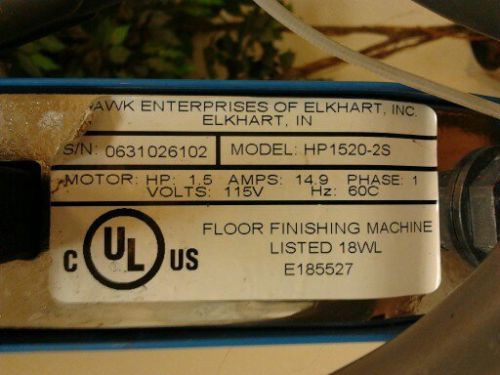 HAWK ENTERPRISES OF ELKHART, INC.
ELKHART, IN
S/N: 0631026102 MODEL: HP1520-2S
MOTOR: HP: 1.5 AMPS: 14.9 PHASE: 1
VOLTS: 115V Hz: 60C
C UL US
FLOOR FINISHING MACHINE
LISTED 18WL
E185527